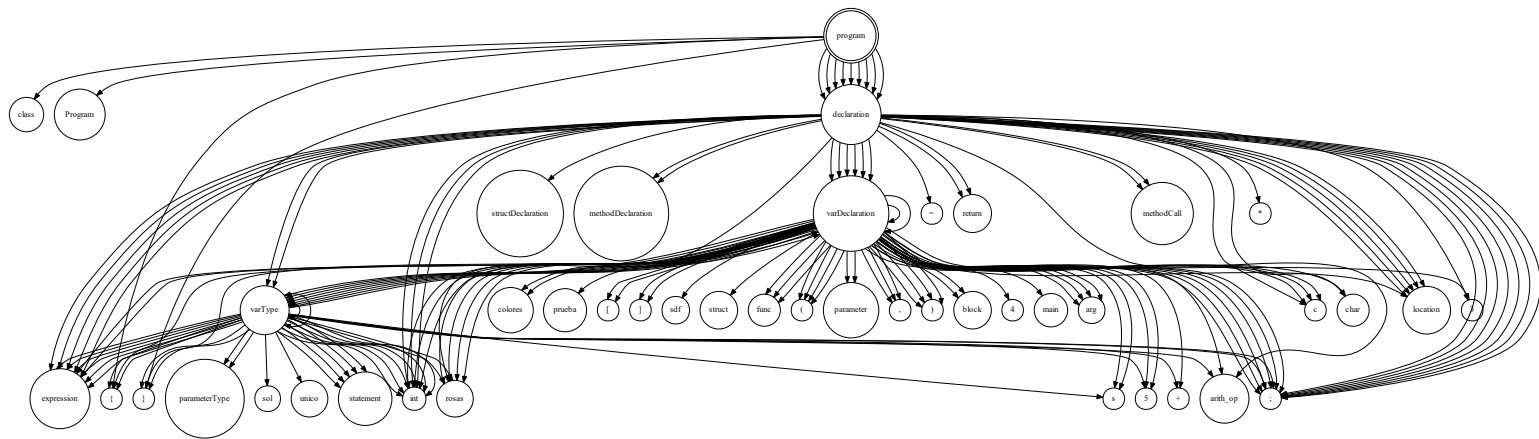 program
class
Program
declaration
structDeclaration
methodDeclaration
varDeclaration
=
return
methodCall
*
varType
colores
prueba
[
]
sdf
struct
func
(
parameter
,
)
block
4
main
arg
c
char
location
3
expression
{
}
parameterType
sol
unico
statement
int
rosas
s
5
+
arith_op
;